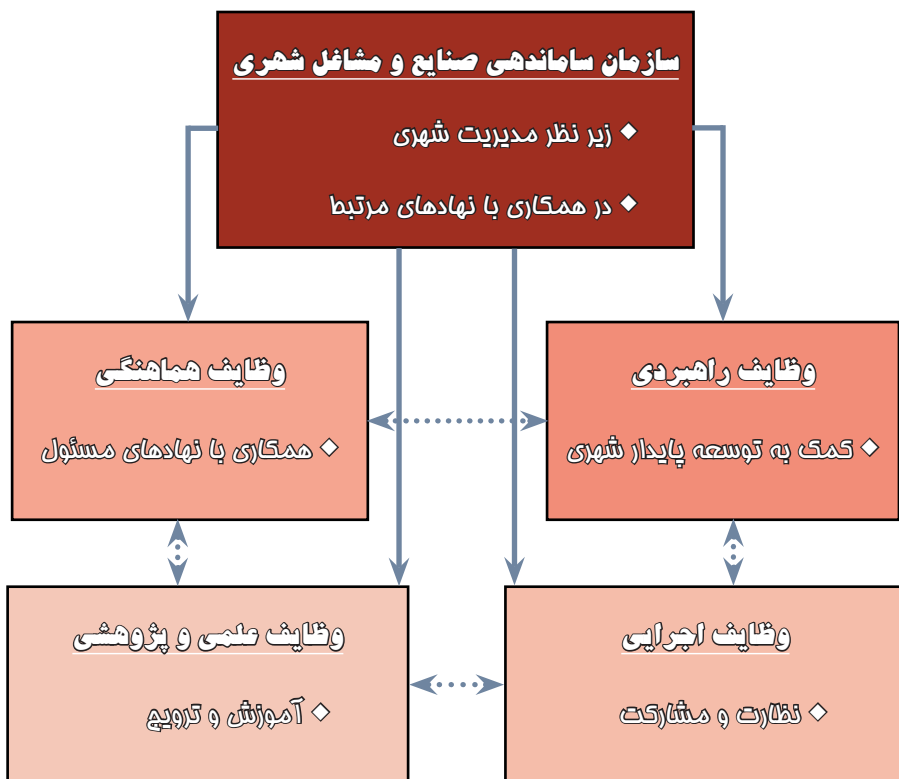 سازمان ساماندهی صنایع و مشاغل شهری
◆ زیر نظر مدیریت شهری
◆ در همکاری با نهادهای مرتبط
وظایف راهبردی
◆ کمک به توسعه پایدار شهری
وظایف هماهنگی
◆ همکاری با نهادهای مسئول
وظایف اجرایی
◆ نظارت و مشارکت
وظایف علمی و پژوهشی
◆ آموزش و ترویج